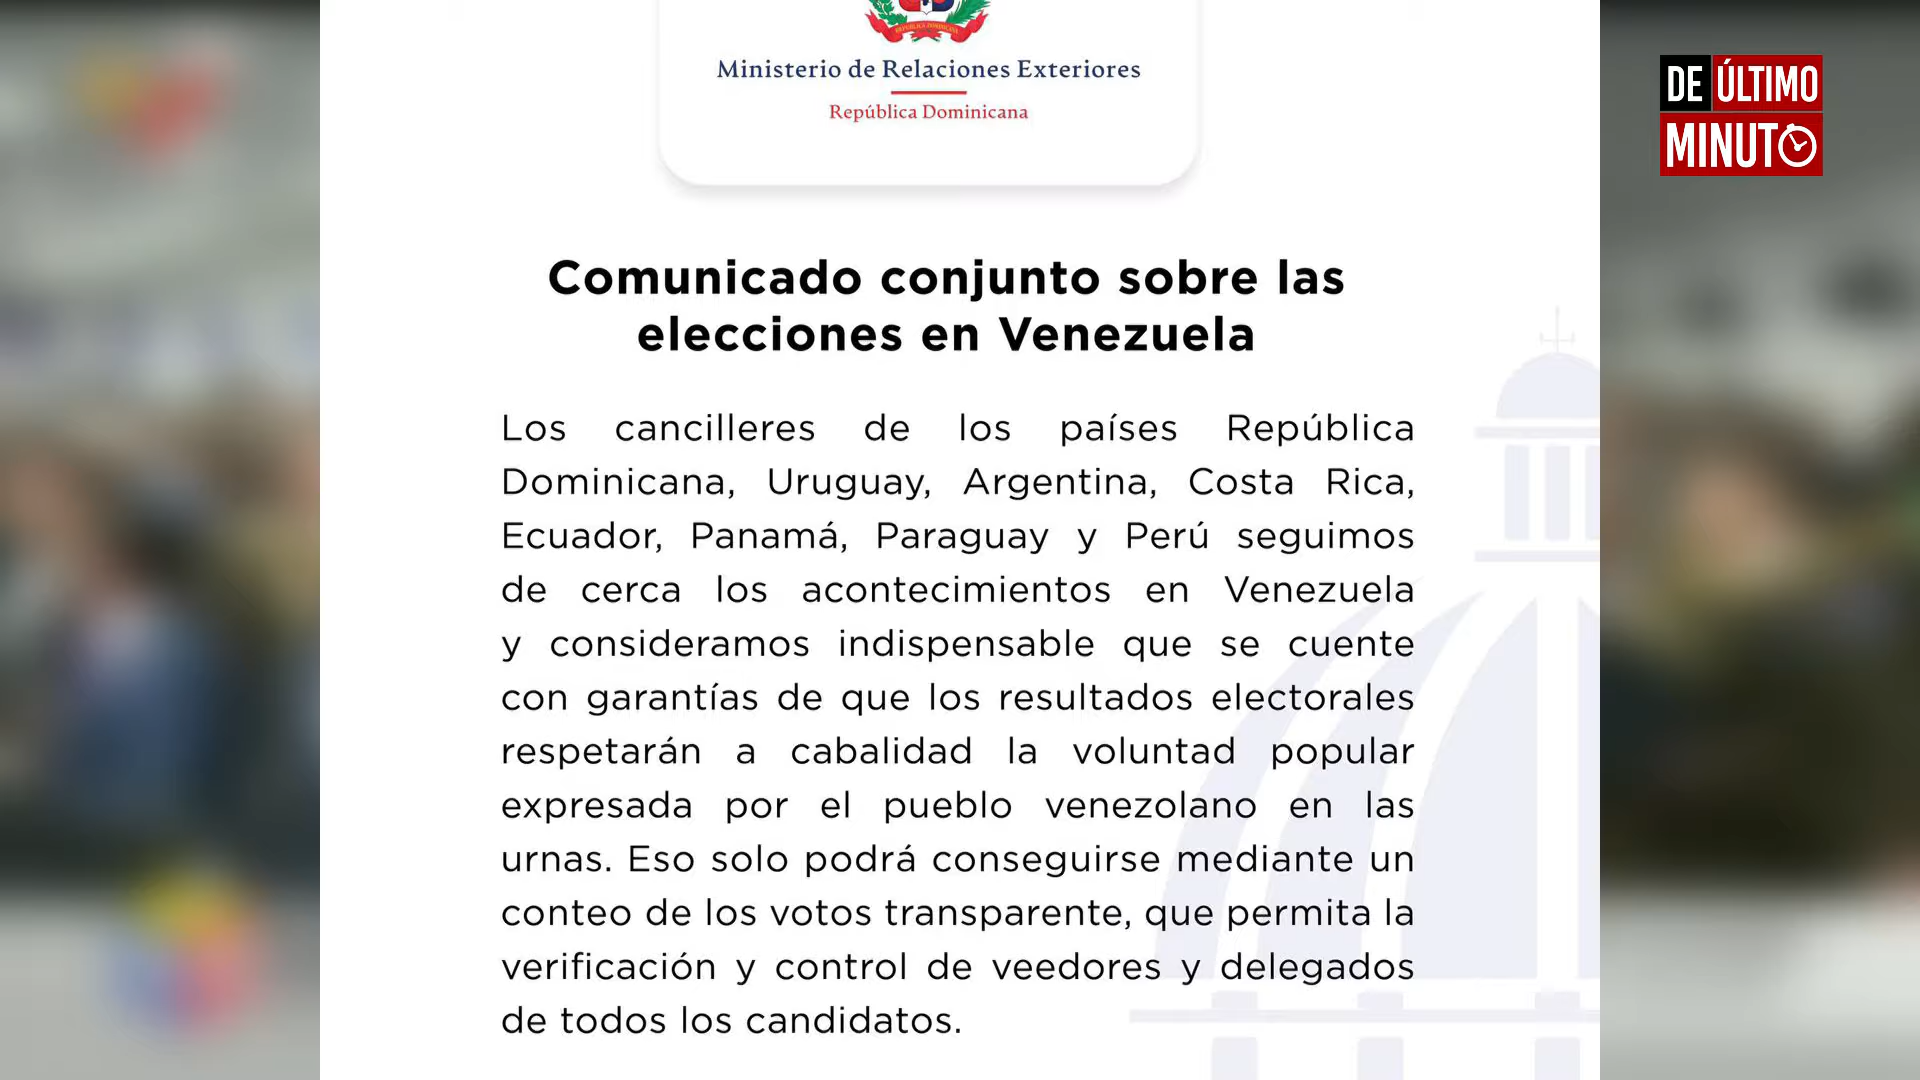 REPÚBLICA DOMINICANA
Ministerio de Relaciones Exteriores
República Dominicana
DE ÚLTIMO
MINUTO
Comunicado conjunto sobre las
elecciones en Venezuela
Los cancilleres de los países República
Dominicana, Uruguay, Argentina, Costa Rica,
Ecuador, Panamá, Paraguay y Perú seguimos
de cerca los acontecimientos en Venezuela
y consideramos indispensable que se cuente
con garantías de que los resultados electorales
respetarán a cabalidad la voluntad popular
expresada por el pueblo venezolano en las
urnas. Eso solo podrá conseguirse mediante un
conteo de los votos transparente, que permita la
verificación y control de veedores y delegados
de todos los candidatos.